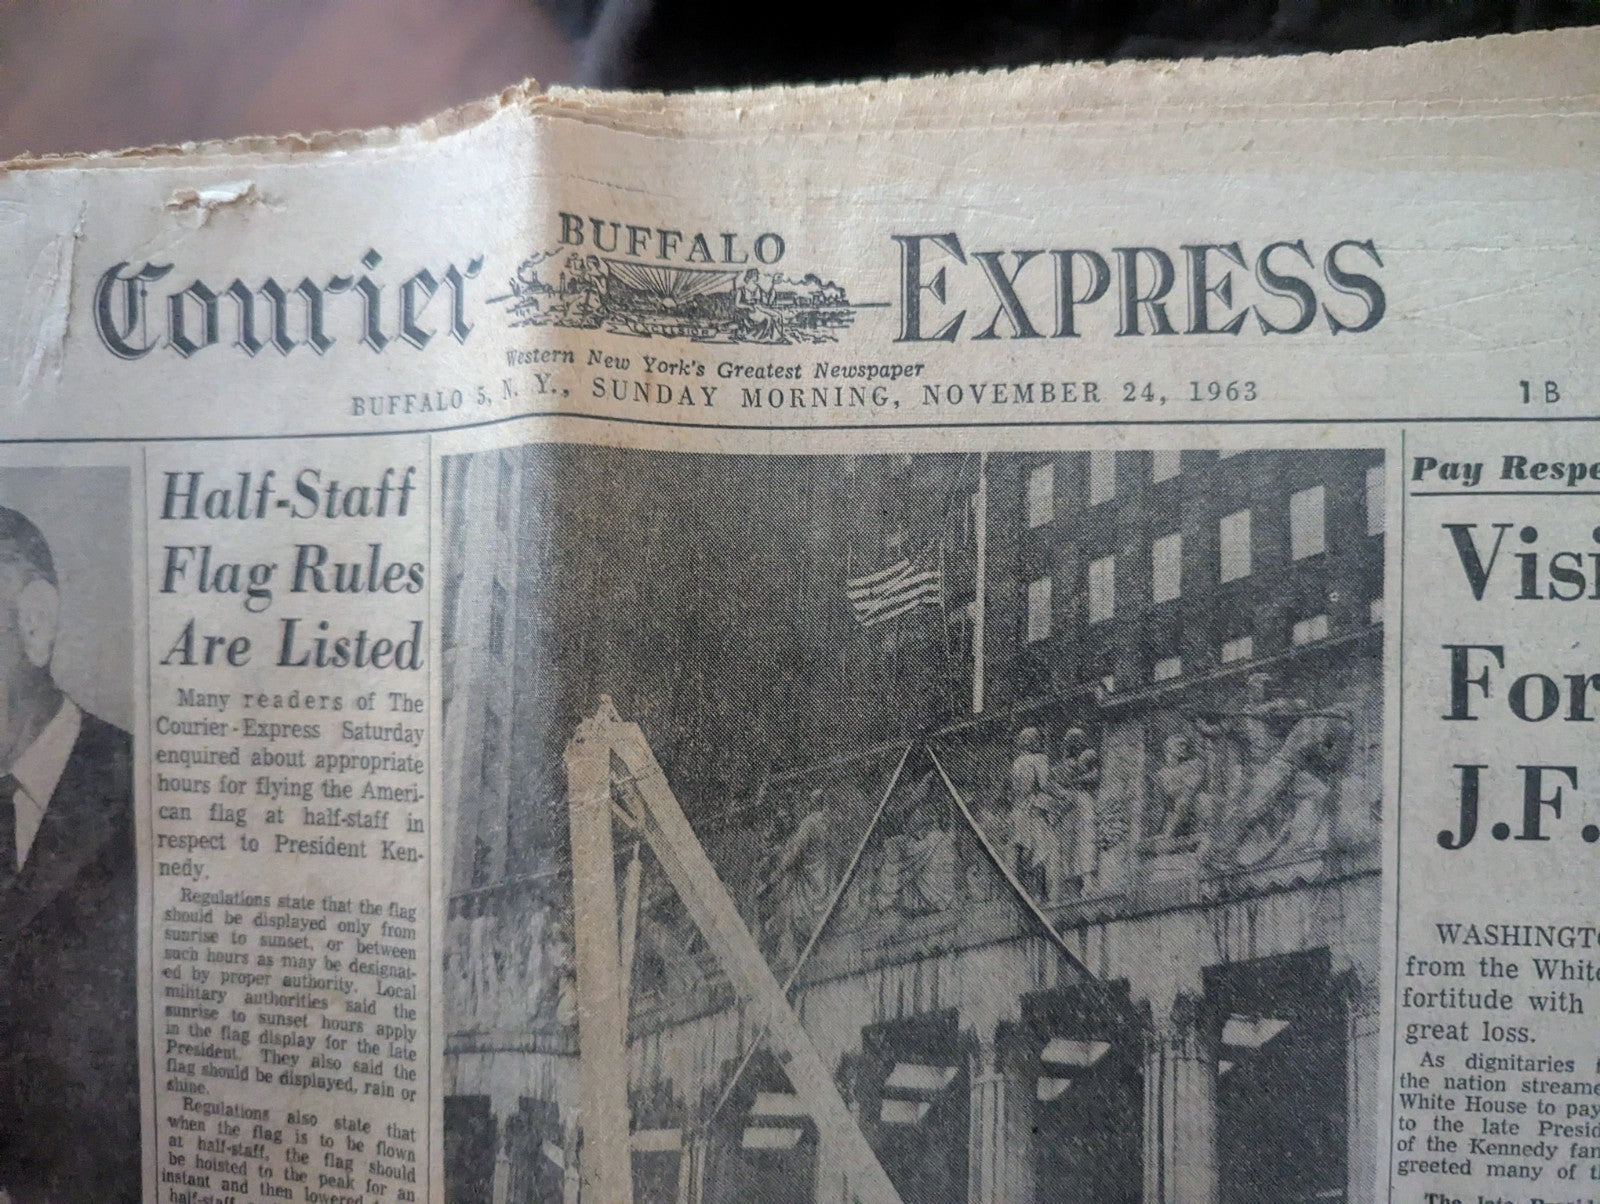 BUFFALO
Courier EXPRESS
EXCELSIOR
Western New York's Greatest Newspaper
BUFFALO 5, N. Y., SUNDAY MORNING, NOVEMBER 24, 1963 1B
Half-Staff
Flag Rules
Are Listed
Many readers of The
Courier-Express Saturday
enquired about appropriate
hours for flying the Ameri-
can flag at half-staff in
respect to President Ken-
nedy.
Regulations state that the flag
should be displayed only from
sunrise to sunset, or between
such hours as may be designat-
ed by proper authority. Local
military authorities said the
sunrise to sunset hours apply
in the flag display for the late
President. They also said the
flag should be displayed, rain or
shine.
Regulations also state that
when the flag is to be flown
at half-staff, the flag should
be hoisted to the peak for an
instant and then lowered
half-staff
Pay Respe
Visi
For
J.F.
WASHINGT
from the White
fortitude with
great loss.
As dignitaries
the nation streame
White House to pay
to the late Presid
of the Kennedy fam
greeted many of t
The late